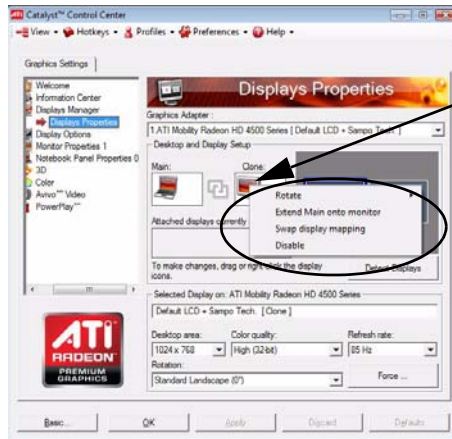 Catalyst™ Control Center
View Hotkeys Profiles Preferences Help
Graphics Settings
Welcome
Information Center
Displays Manager
Displays Properties
Display Options
Monitor Properties 1
Notebook Panel Properties 0
3D
Color
Avivo™ Video
PowerPlay™
ATI
RADEON
PREMIUM
GRAPHICS
Displays Properties
Graphics Adapter :
1.ATI Mobility Radeon HD 4500 Series [ Default LCD + Sampo Tech. ]
Desktop and Display Setup
Main: Clone:
Rotate
Extend Main onto monitor
Swap display mapping
Disable
Attached displays currently
To make changes, drag or right click the display
icons.
Detect Displays
Selected Display on: ATI Mobility Radeon HD 4500 Series
Default LCD + Sampo Tech. [ Clone ]
Desktop area: Color quality: Refresh rate:
1024 x 768 High (32-bit) 85 Hz
Rotation:
Standard Landscape (0°) Force ...
Basic... OK Apply Discard Defaults